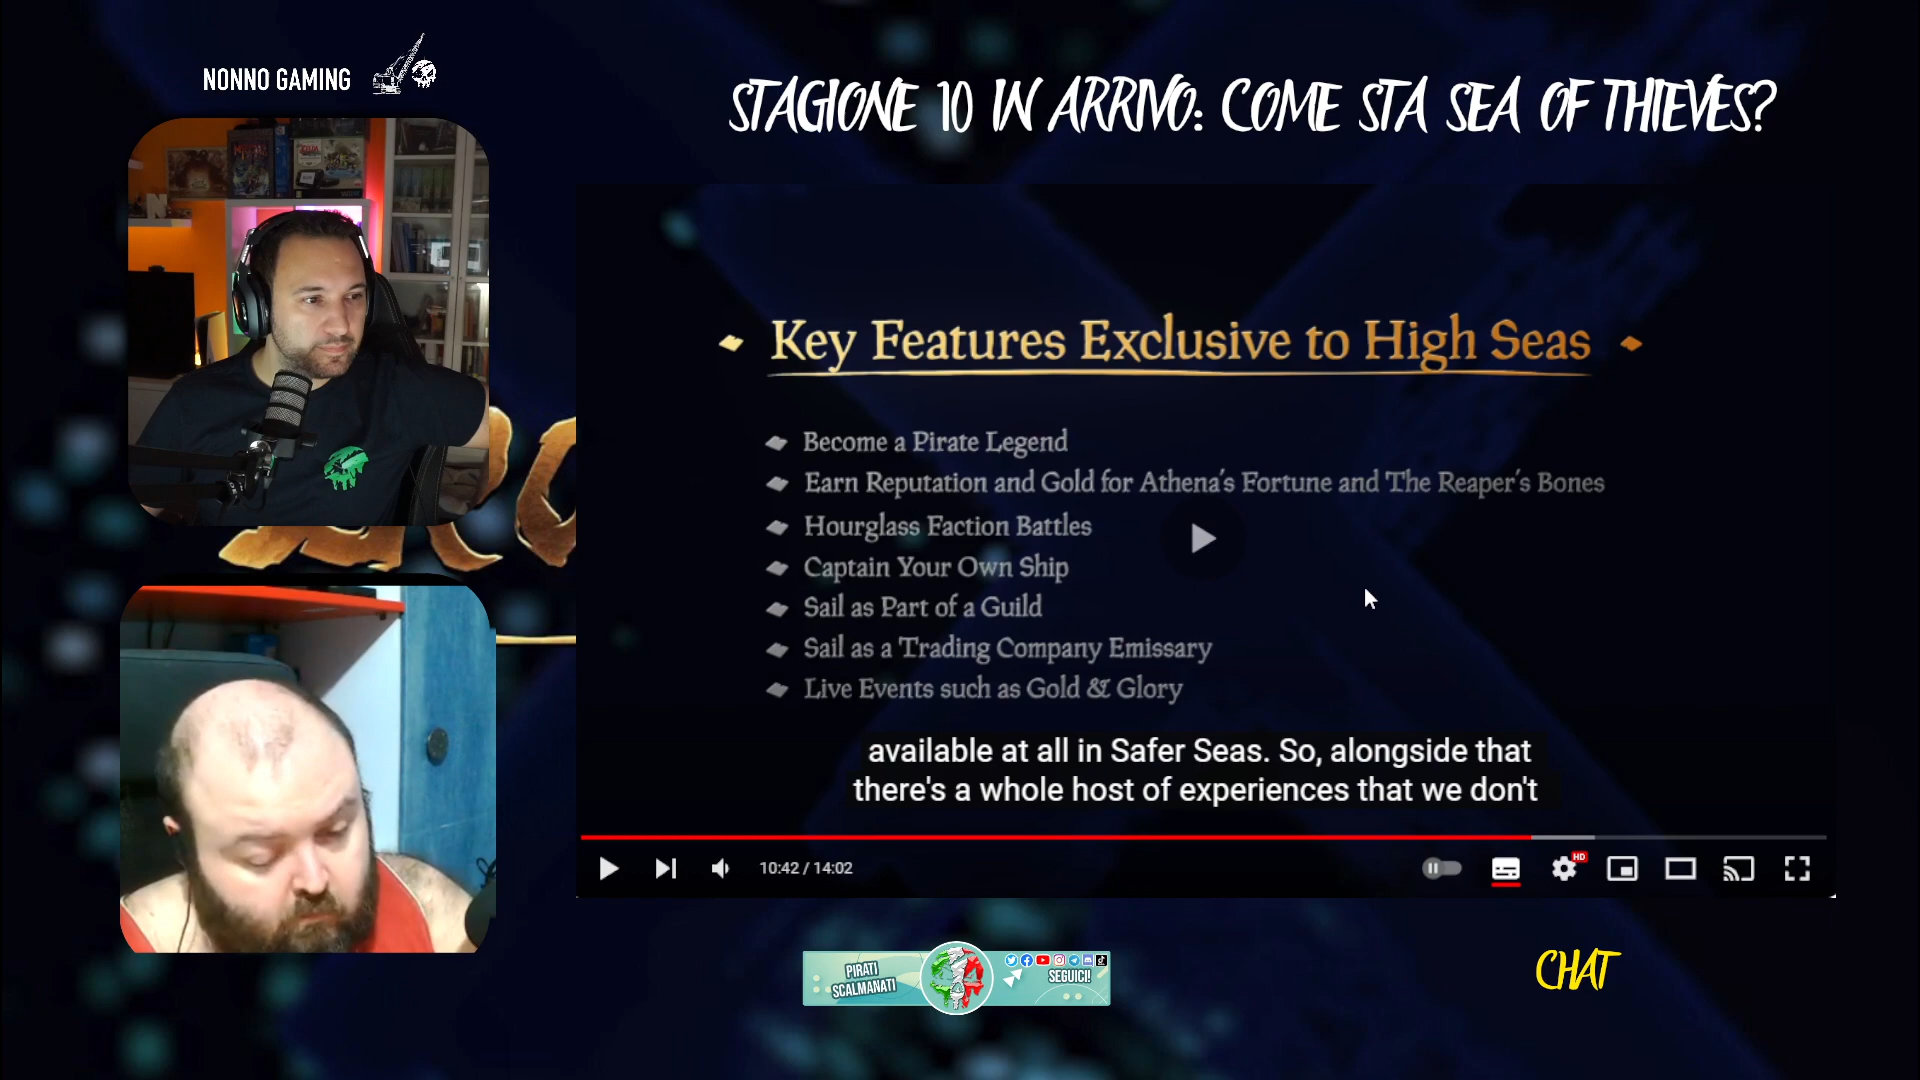 NONNO GAMING
STAGIONE 10 IN ARRIVO: COME STA SEA OF THIEVES?
Key Features Exclusive to High Seas
Become a Pirate Legend
Earn Reputation and Gold for Athena's Fortune and The Reaper's Bones
Hourglass Faction Battles
Captain Your Own Ship
Sail as Part of a Guild
Sail as a Trading Company Emissary
Live Events such as Gold & Glory
available at all in Safer Seas. So, alongside that
there's a whole host of experiences that we don't
10:42 / 14:02
HD
PIRATI
SCALMANATI
SEGUICI!
CHAT